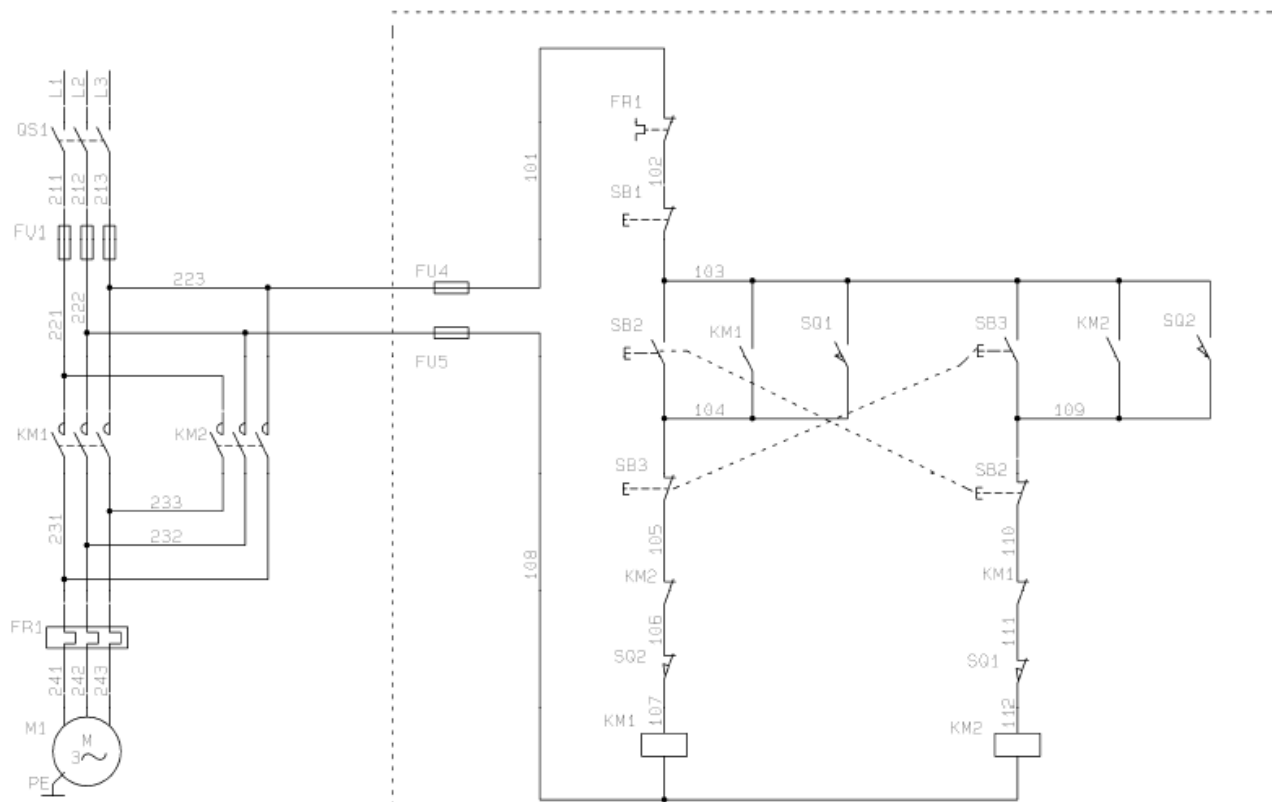 L1 L2 L3
QS1
211 212 213
FV1
223
221 222
KM1 KM2
233
231 232
FR1
241 242 243
M1
M
3
PE
FU4
FU5
101
108
FR1
102
SB1
103
SB2 KM1 SQ1 SB3 KM2 SQ2
104 109
SB3 SB2
105 110
KM2 KM1
106 111
SQ2 SQ1
107 112
KM1 KM2